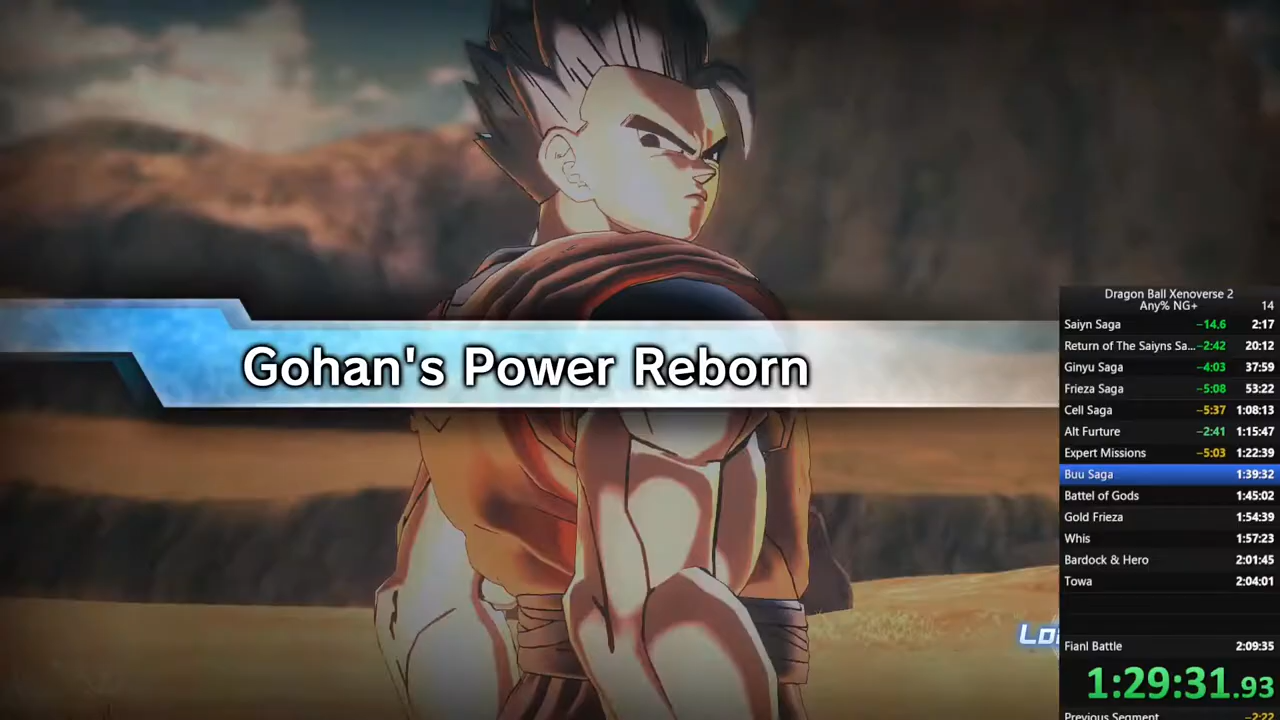 Gohan's Power Reborn
Dragon Ball Xenoverse 2
Any% NG+ 14
Saiyn Saga −14.6 2:17
Return of The Saiyns Sa... −2:42 20:12
Ginyu Saga −4:03 37:59
Frieza Saga −5:08 53:22
Cell Saga −5:37 1:08:13
Alt Furture −2:41 1:15:47
Expert Missions −5:03 1:22:39
Buu Saga 1:39:32
Battel of Gods 1:45:02
Gold Frieza 1:54:39
Whis 1:57:23
Bardock & Hero 2:01:45
Towa 2:04:01
Fianl Battle 2:09:35
1:29:31.93
Previous Segment −2:22